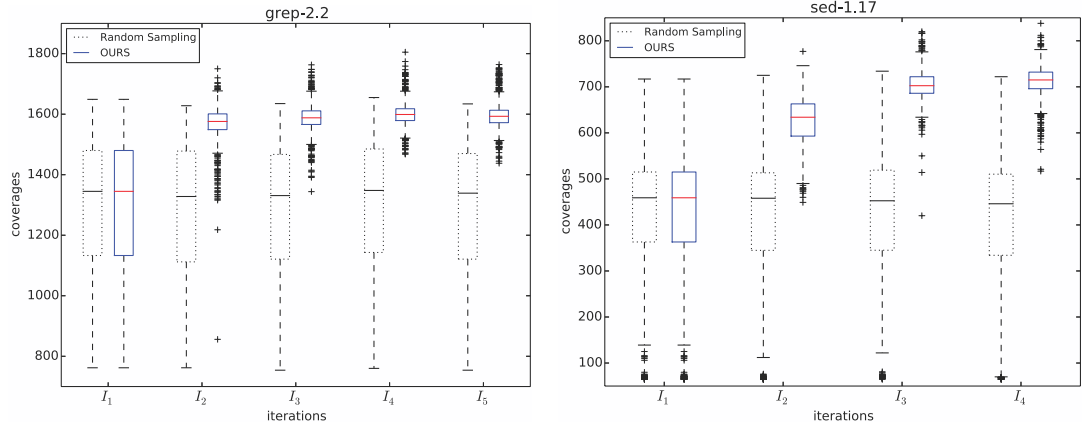 grep-2.2
Random Sampling
OURS
1800
1600
1400
1200
1000
800
coverages
I₁ I₂ I₃ I₄ I₅
iterations
sed-1.17
Random Sampling
OURS
800
700
600
500
400
300
200
100
coverages
I₁ I₂ I₃ I₄
iterations